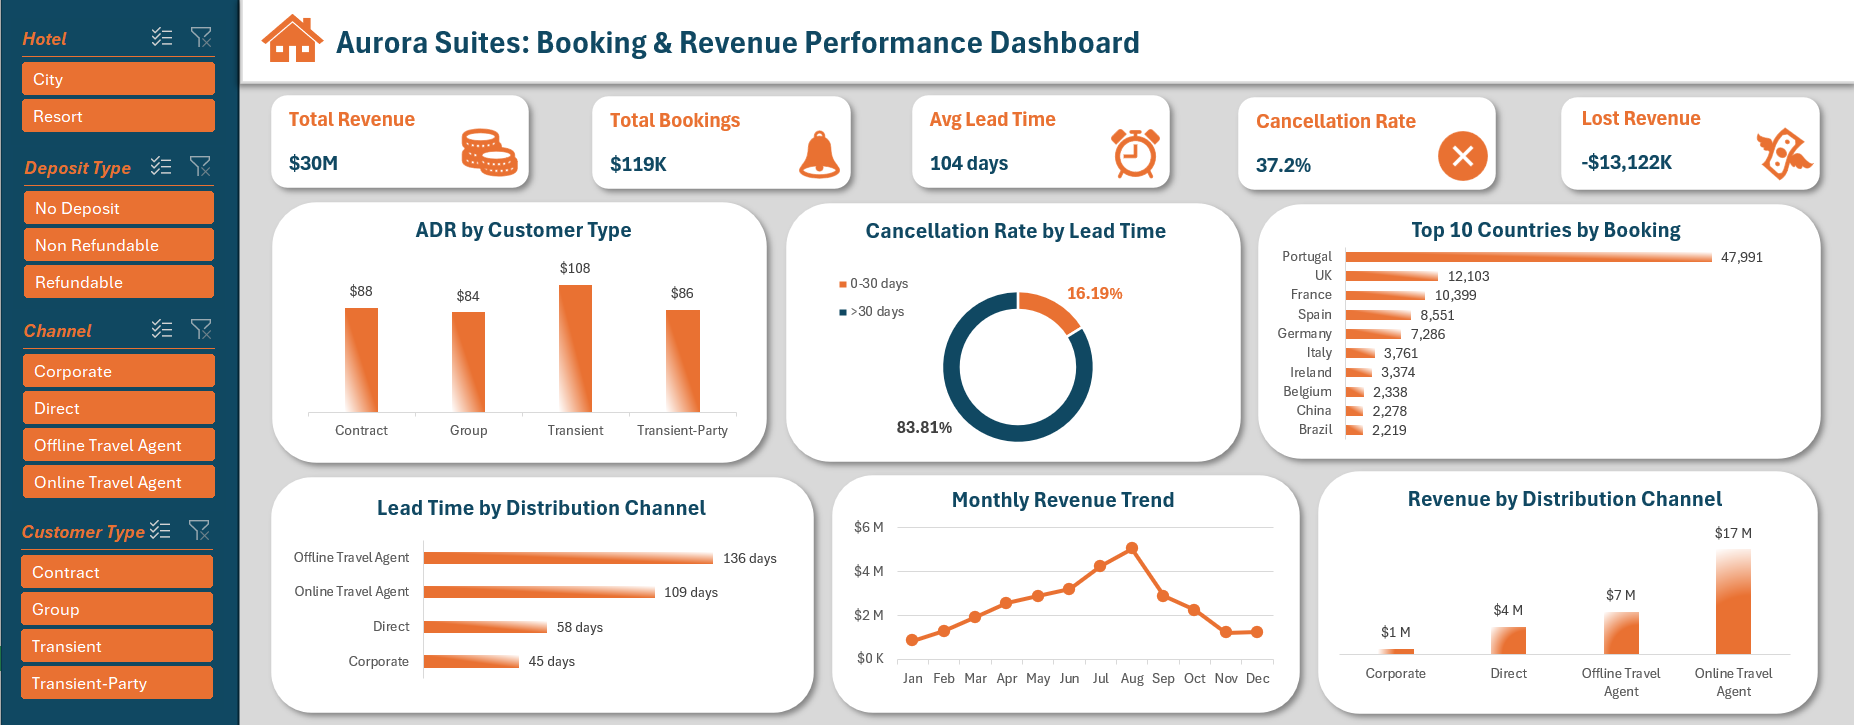 Hotel
City
Resort
Deposit Type
No Deposit
Non Refundable
Refundable
Channel
Corporate
Direct
Offline Travel Agent
Online Travel Agent
Customer Type
Contract
Group
Transient
Transient-Party
Aurora Suites: Booking & Revenue Performance Dashboard
Total Revenue
$30M
Total Bookings
$119K
Avg Lead Time
104 days
Cancellation Rate
37.2%
Lost Revenue
-$13,122K
ADR by Customer Type
$88
$84
$108
$86
Contract
Group
Transient
Transient-Party
Cancellation Rate by Lead Time
0-30 days
>30 days
16.19%
83.81%
Top 10 Countries by Booking
Portugal 47,991
UK 12,103
France 10,399
Spain 8,551
Germany 7,286
Italy 3,761
Ireland 3,374
Belgium 2,338
China 2,278
Brazil 2,219
Lead Time by Distribution Channel
Offline Travel Agent 136 days
Online Travel Agent 109 days
Direct 58 days
Corporate 45 days
Monthly Revenue Trend
$6 M
$4 M
$2 M
$0 K
Jan Feb Mar Apr May Jun Jul Aug Sep Oct Nov Dec
Revenue by Distribution Channel
$1 M
$4 M
$7 M
$17 M
Corporate
Direct
Offline Travel
Agent
Online Travel
Agent